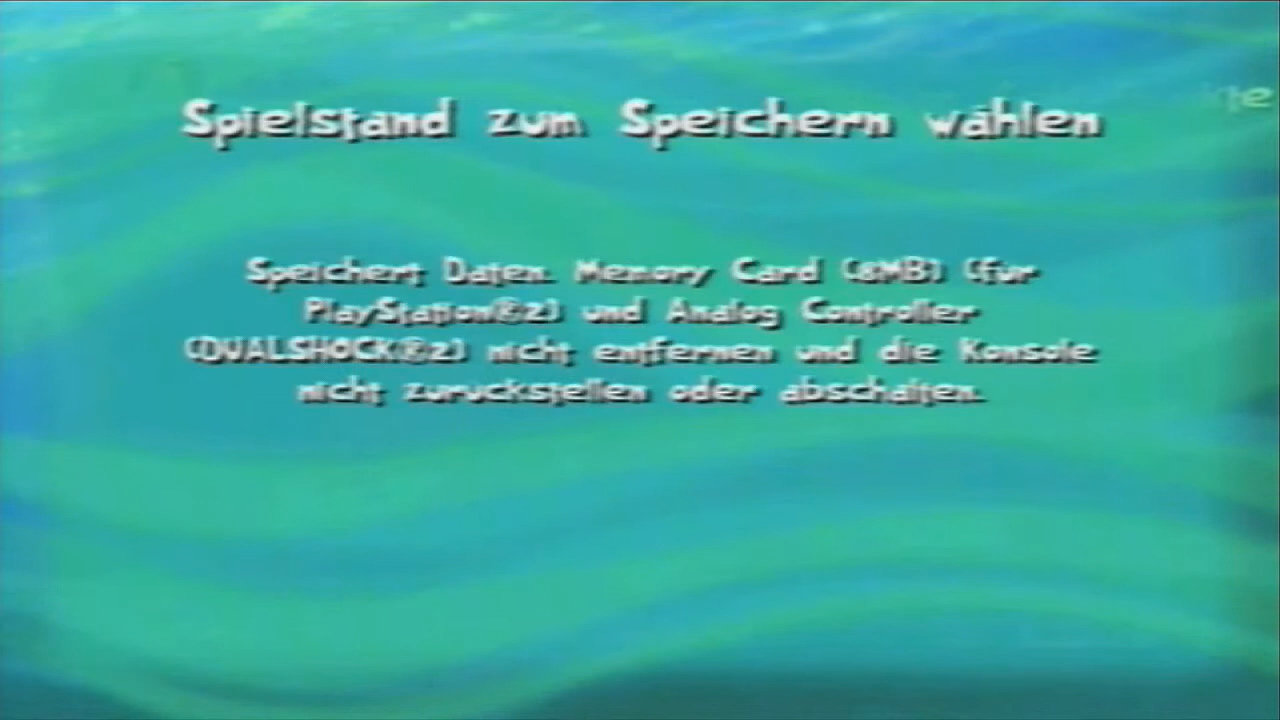 Spielstand zum Speichern wählen
Speichert Daten. Memory Card (8MB) (für
PlayStation®2) und Analog Controller
(DUALSHOCK®2) nicht entfernen und die Konsole
nicht zurückstellen oder abschalten.